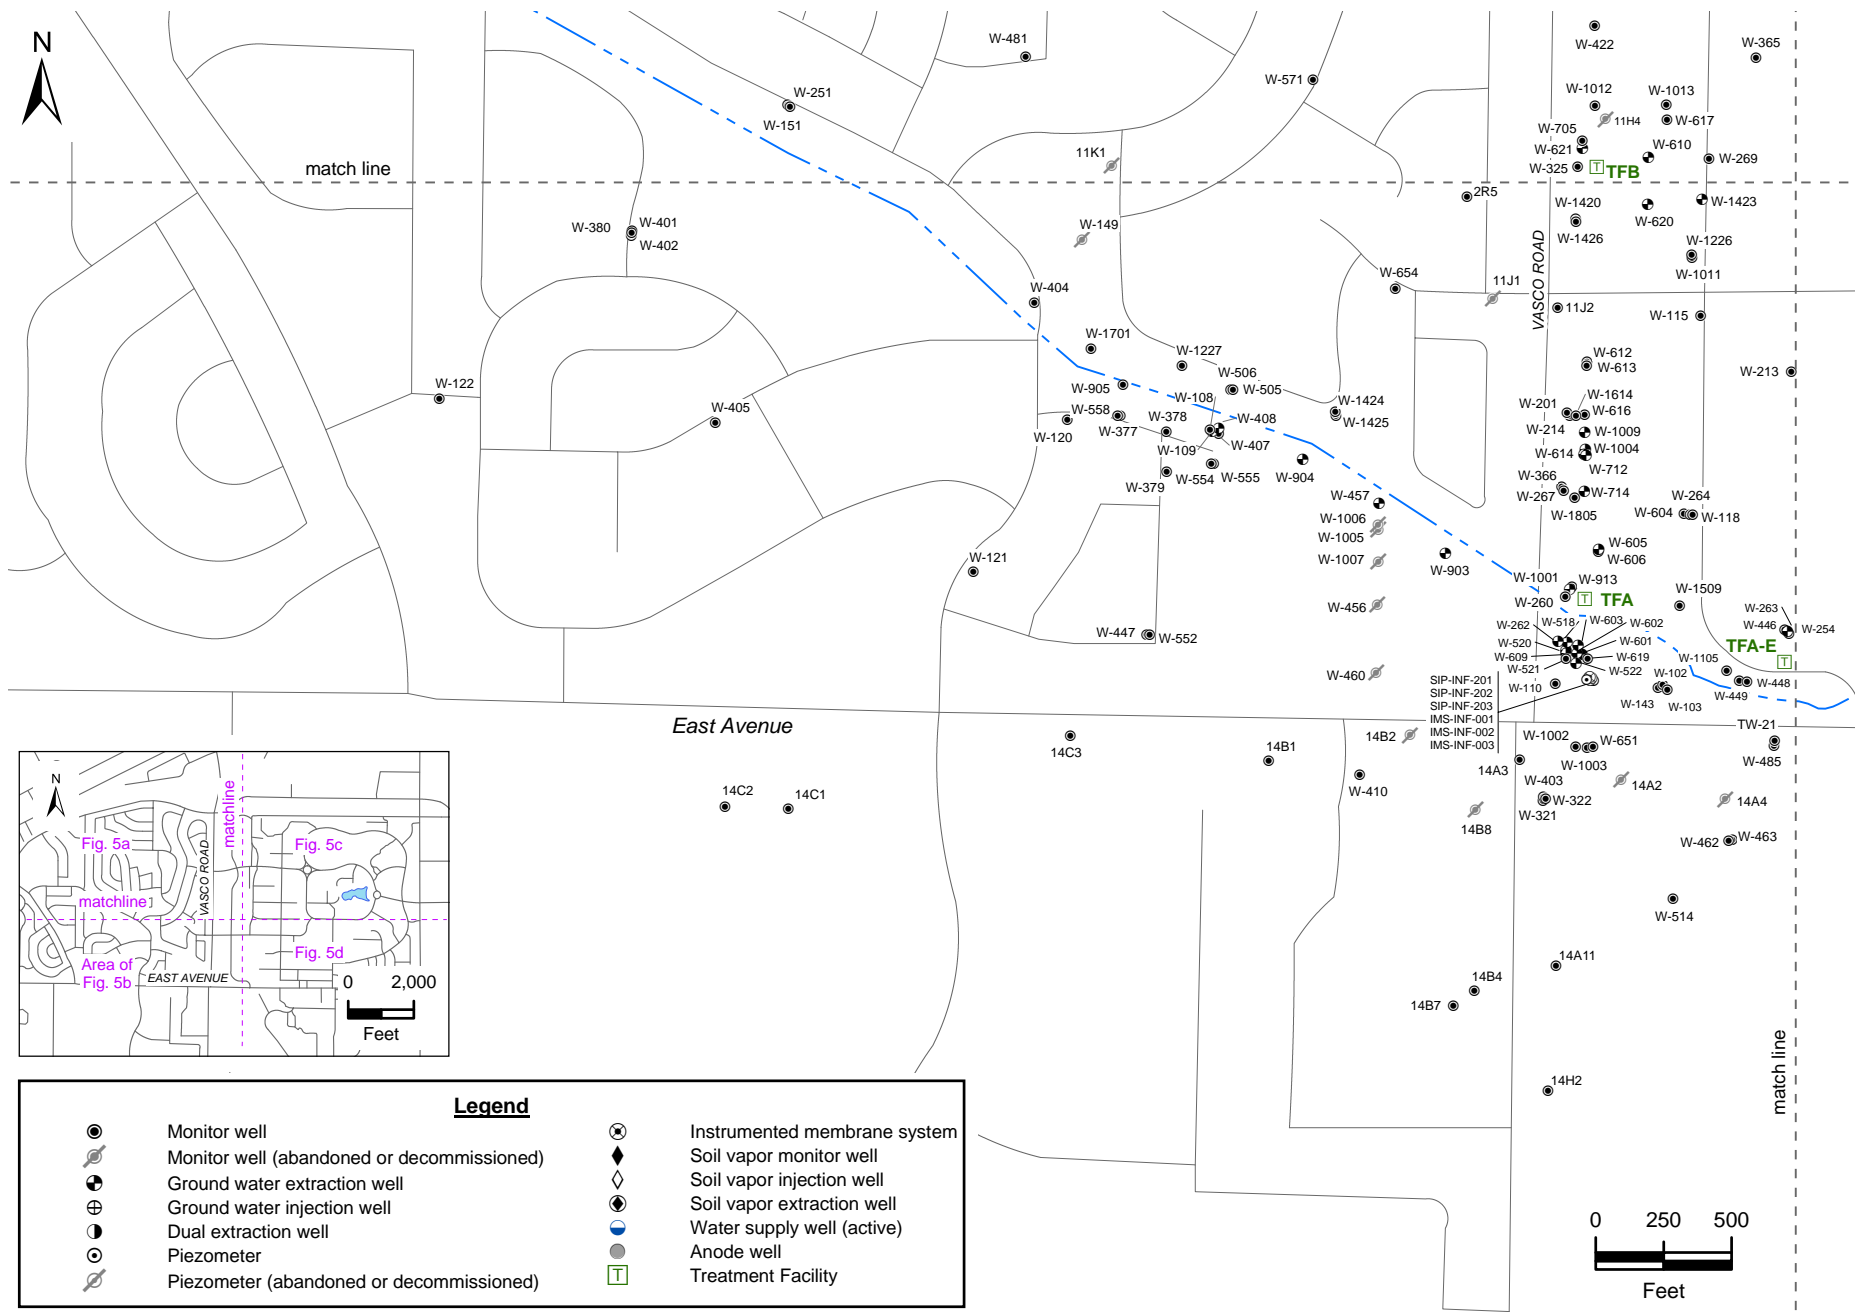 N
W-481
W-422
W-365
W-571
W-251
W-151
W-1012
W-1013
11H4
W-617
W-705
W-621
W-610
W-325
T
TFB
W-269
match line
11K1
2R5
W-149
W-380
W-401
W-402
W-1420
W-1426
W-620
W-1423
W-1226
W-1011
VASCO ROAD
W-404
W-654
11J1
11J2
W-115
W-1701
W-1227
W-612
W-613
W-213
W-122
W-905
W-506
W-505
W-108
W-405
W-558
W-378
W-408
W-1424
W-1425
W-201
W-1614
W-616
W-120
W-377
W-109
W-407
W-214
W-1009
W-1004
W-614
W-712
W-379
W-554
W-555
W-904
W-366
W-267
W-714
W-1805
W-264
W-604
W-118
W-457
W-1006
W-1005
W-1007
W-903
W-605
W-606
W-121
W-1001
W-913
W-260
T
TFA
W-1509
W-456
W-263
W-446
W-254
W-262
W-518
W-603
W-602
W-520
W-601
W-609
W-619
W-521
W-522
TFA-E
T
W-447
W-552
W-460
W-110
W-1105
W-102
W-448
W-449
W-143
W-103
SIP-INF-201
SIP-INF-202
SIP-INF-203
IMS-INF-001
IMS-INF-002
IMS-INF-003
East Avenue
14C3
14B1
14B2
W-1002
W-651
W-1003
TW-21
W-485
14A3
W-410
14C2
14C1
W-403
W-322
W-321
14A2
14A4
14B8
W-462
W-463
W-514
14A11
14B4
14B7
14H2
match line
N
matchline
Fig. 5a
Fig. 5c
VASCO ROAD
matchline
Fig. 5d
Area of
Fig. 5b
EAST AVENUE
0 2,000
Feet
Legend
Monitor well
Monitor well (abandoned or decommissioned)
Ground water extraction well
Ground water injection well
Dual extraction well
Piezometer
Piezometer (abandoned or decommissioned)
Instrumented membrane system
Soil vapor monitor well
Soil vapor injection well
Soil vapor extraction well
Water supply well (active)
Anode well
T Treatment Facility
0 250 500
Feet